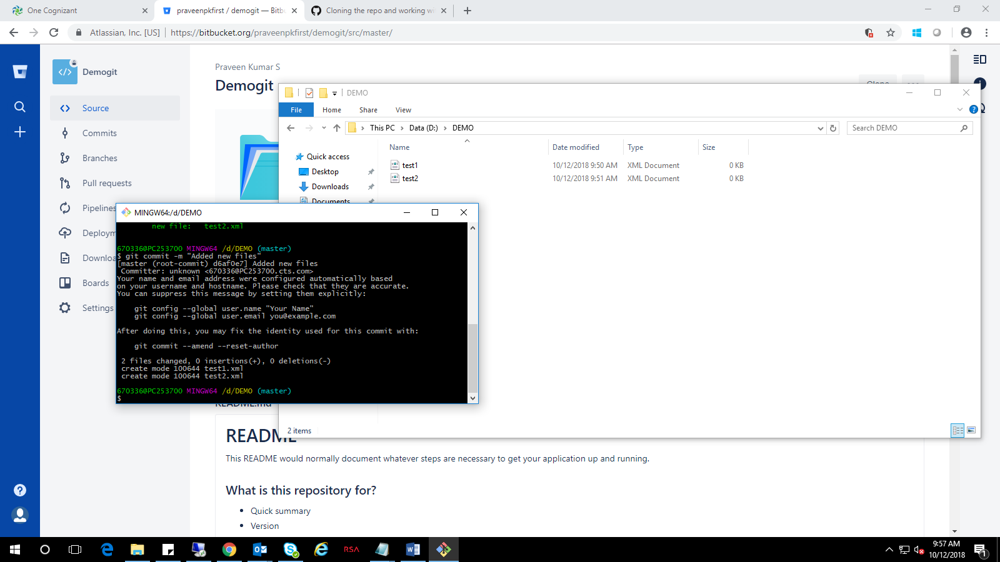 One Cognizant
praveenpkfirst / demogit — Bitb
Cloning the repo and working wi
Atlassian, Inc. [US]
https://bitbucket.org/praveenpkfirst/demogit/src/master/
Demogit
Source
Commits
Branches
Pull requests
Pipelines
Deploym
Downloa
Boards
Settings
Praveen Kumar S
Demogit
Clone
DEMO
File Home Share View
This PC > Data (D:) > DEMO
Search DEMO
Name Date modified Type Size
Quick access
Desktop
Downloads
Documents
test1 10/12/2018 9:50 AM XML Document 0 KB
test2 10/12/2018 9:51 AM XML Document 0 KB
2 items
MINGW64:/d/DEMO
new file:   test2.xml
670336@PC253700 MINGW64 /d/DEMO (master)
$ git commit -m "Added new files"
[master (root-commit) d6af0e7] Added new files
Committer: unknown <670336@PC253700.cts.com>
Your name and email address were configured automatically based
on your username and hostname. Please check that they are accurate.
You can suppress this message by setting them explicitly:
git config --global user.name "Your Name"
git config --global user.email you@example.com
After doing this, you may fix the identity used for this commit with:
git commit --amend --reset-author
2 files changed, 0 insertions(+), 0 deletions(-)
create mode 100644 test1.xml
create mode 100644 test2.xml
670336@PC253700 MINGW64 /d/DEMO (master)
$
README.md
README
This README would normally document whatever steps are necessary to get your application up and running.
What is this repository for?
• Quick summary
• Version
RSA
9:57 AM
10/12/2018
1